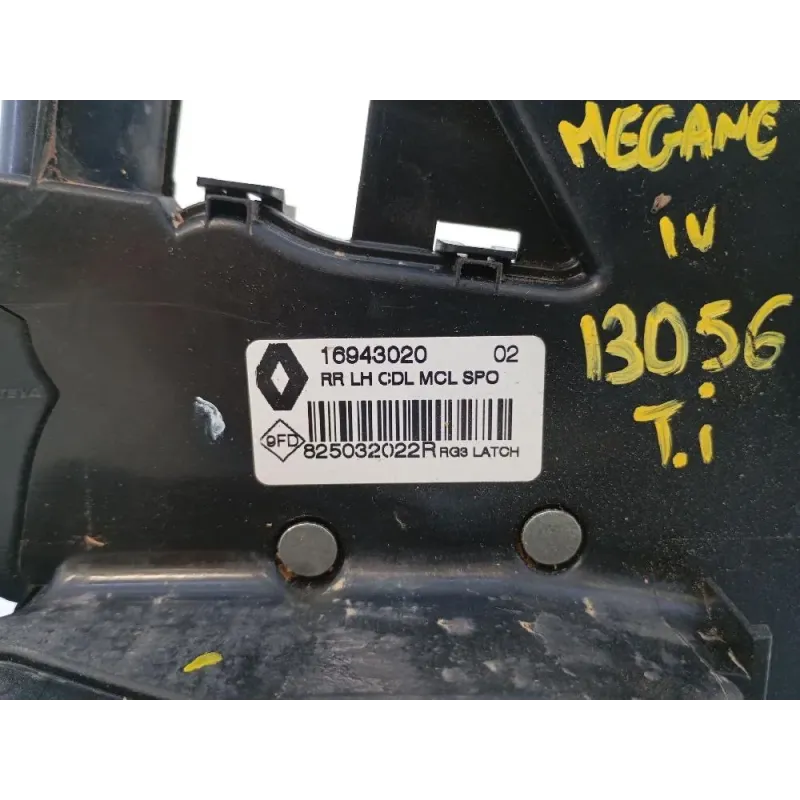 MEGANE
IV
13056
T.i
16943020 02
RR LH CDL MCL SPO
9FD
825032022R RG3 LATCH